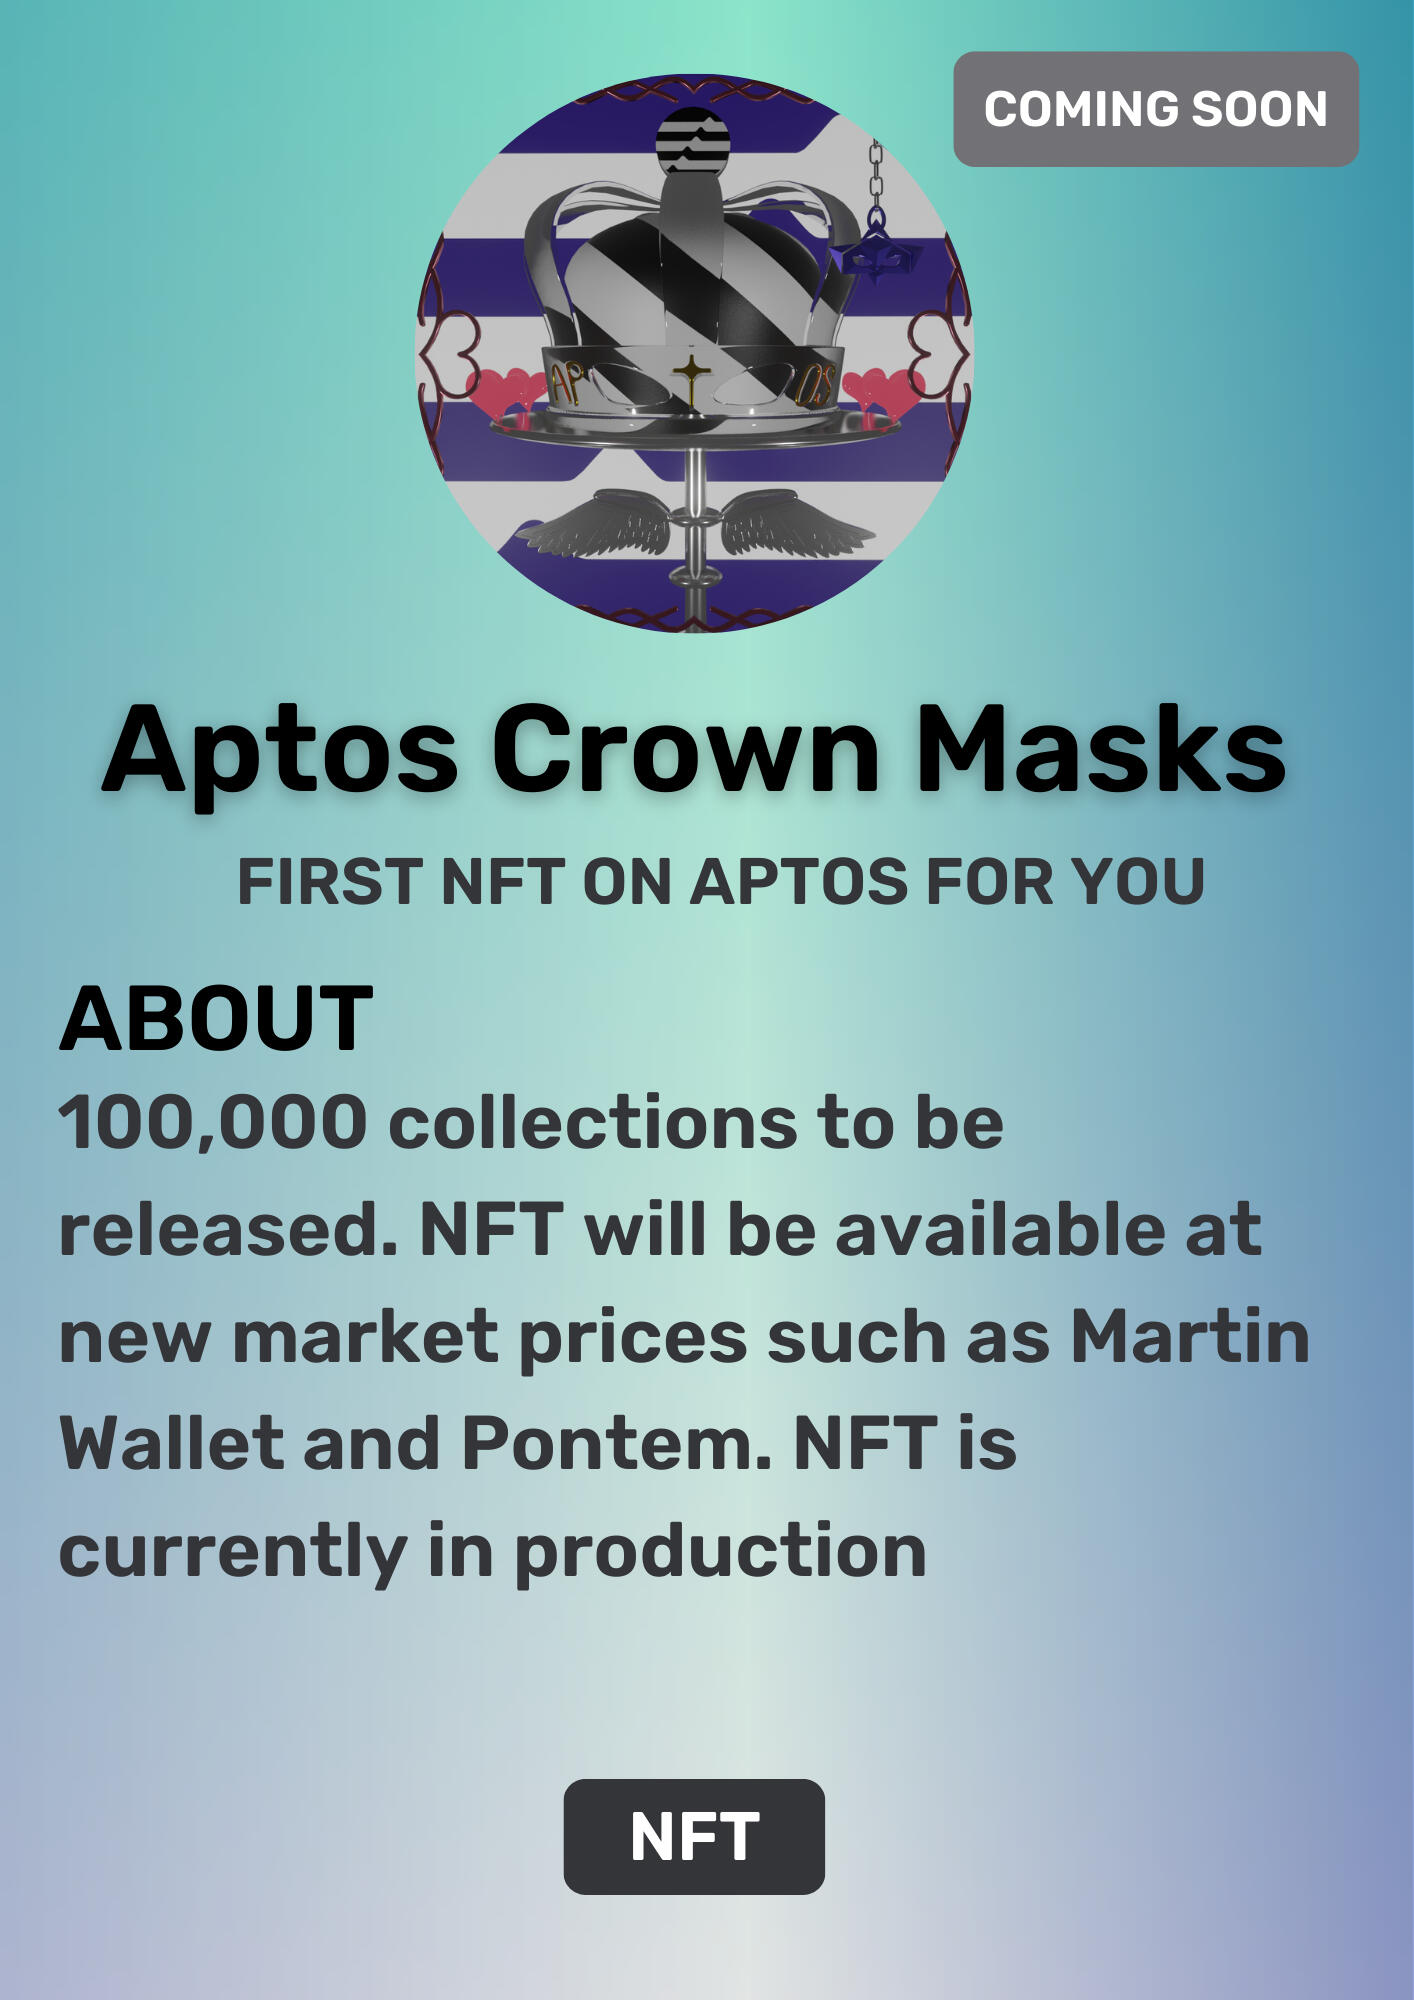 COMING SOON
AP OS
Aptos Crown Masks
FIRST NFT ON APTOS FOR YOU
ABOUT
100,000 collections to be
released. NFT will be available at
new market prices such as Martin
Wallet and Pontem. NFT is
currently in production
NFT